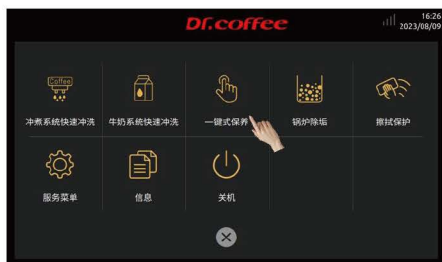 Dr.coffee
16:26
2023/08/09
Coffee
冲煮系统快速冲洗
牛奶系统快速冲洗
一键式保养
锅炉除垢
擦拭保护
服务菜单
信息
关机